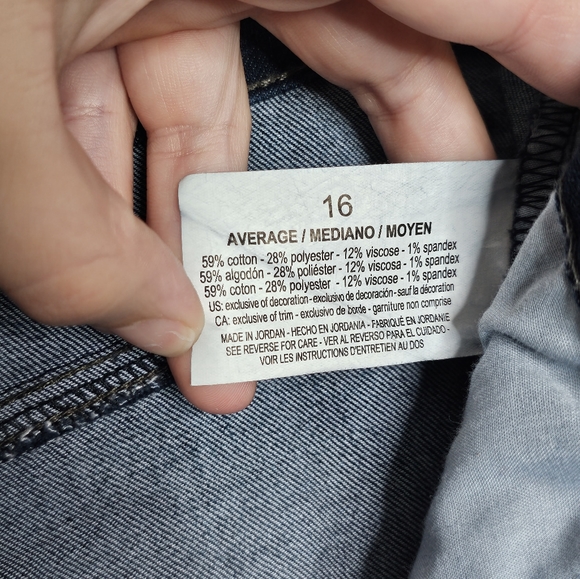 16
AVERAGE / MEDIANO / MOYEN
59% cotton - 28% polyester - 12% viscose - 1% spandex
59% algodón - 28% poliéster - 12% viscosa - 1% spandex
59% coton - 28% polyester - 12% viscose - 1% spandex
US: exclusive of decoration-exclusivo de decoración-sauf la décoration
CA: exclusive of trim - exclusivo de borde - garniture non comprise
MADE IN JORDAN - HECHO EN JORDANIA - FABRIQUÉ EN JORDANIE
SEE REVERSE FOR CARE - VER AL REVERSO PARA EL CUIDADO -
VOIR LES INSTRUCTIONS D'ENTRETIEN AU DOS